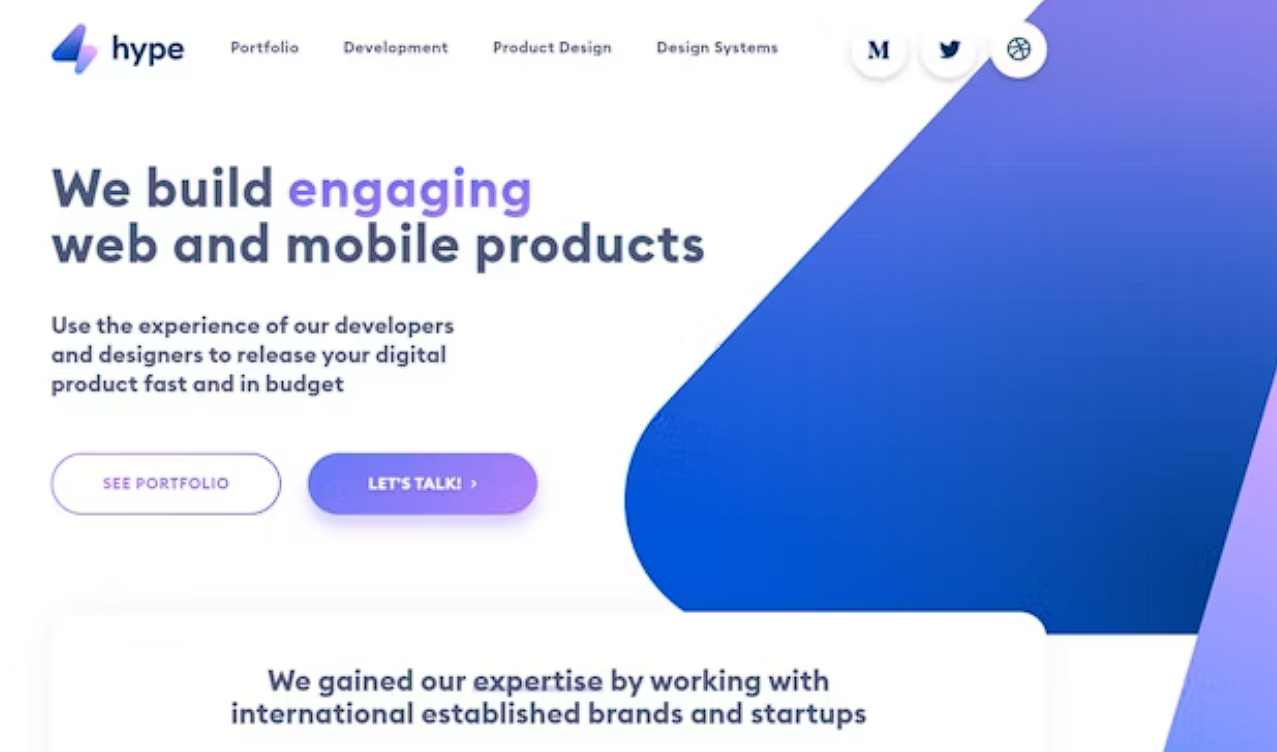 hype
Portfolio
Development
Product Design
Design Systems
M
We build engaging
web and mobile products
Use the experience of our developers
and designers to release your digital
product fast and in budget
SEE PORTFOLIO
LET'S TALK! ›
We gained our expertise by working with
international established brands and startups